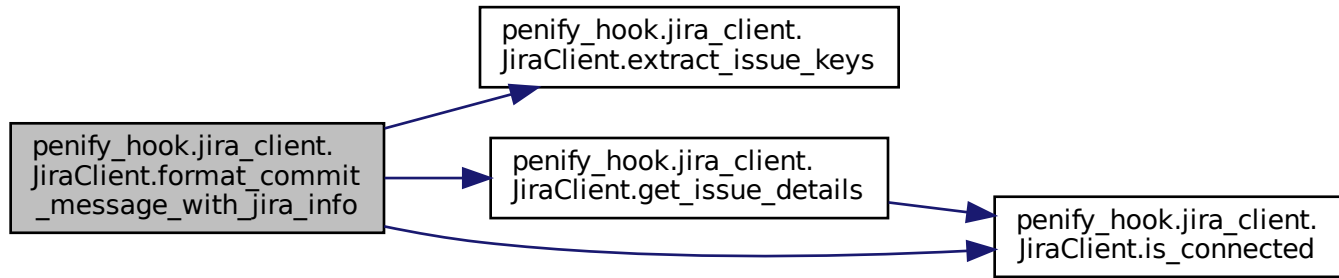 penify_hook.jira_client.
JiraClient.format_commit
_message_with_jira_info
penify_hook.jira_client.
JiraClient.extract_issue_keys
penify_hook.jira_client.
JiraClient.get_issue_details
penify_hook.jira_client.
JiraClient.is_connected